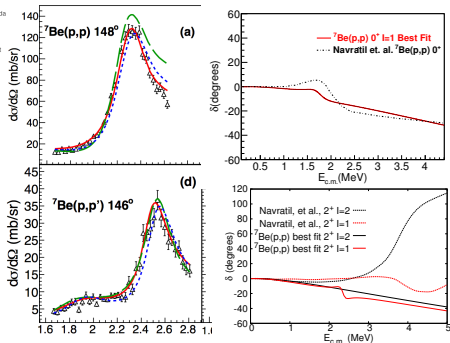 ⁷Be(p,p) 148° (a)
dσ/dΩ (mb/sr)
140
120
100
80
60
40
20
⁷Be(p,p) 0⁺ I=1 Best Fit
Navratil et. al. ⁷Be(p,p) 0⁺
δ(degrees)
80
60
40
20
0
-20
-40
-60
0.5 1 1.5 2 2.5 3 3.5 4
E_c.m.(MeV)
(d)
⁷Be(p,p') 146°
dσ/dΩ (mb/sr)
45
40
35
30
25
20
15
10
5
1.6 1.8 2 2.2 2.4 2.6 2.8
Navratil, et al., 2⁺ I=2
Navratil, et al., 2⁺ I=1
⁷Be(p,p) best fit 2⁺ I=2
⁷Be(p,p) best fit 2⁺ I=1
δ (degrees)
120
100
80
60
40
20
0
-20
-40
-60
0 1 2 3 4 5
E_c.m.(MeV)